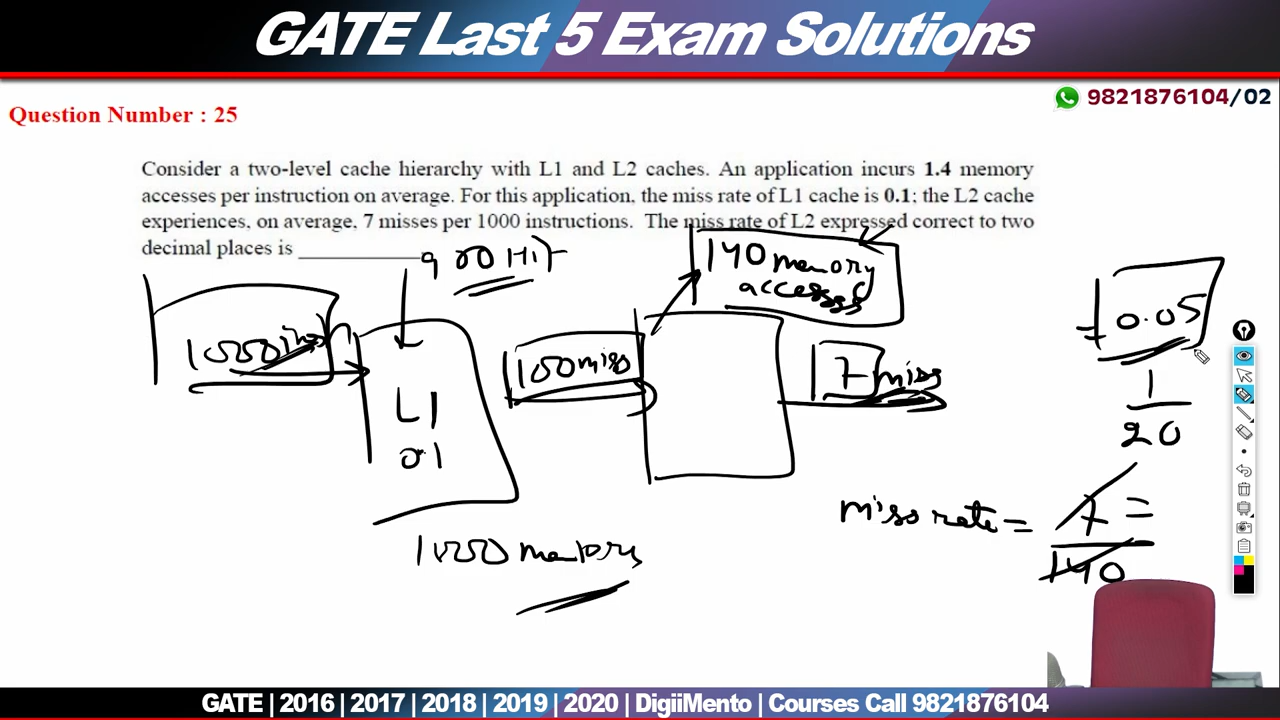 GATE Last 5 Exam Solutions
9821876104/02
Question Number : 25
Consider a two-level cache hierarchy with L1 and L2 caches. An application incurs 1.4 memory
accesses per instruction on average. For this application, the miss rate of L1 cache is 0.1; the L2 cache
experiences, on average, 7 misses per 1000 instructions. The miss rate of L2 expressed correct to two
decimal places is ____________
900 Hit
140 memory
accesses
0.05
1000 ins
100 miss
7 miss
L1
0.1
1
20
miss rate = 7 =
140
1000 memory
GATE | 2016 | 2017 | 2018 | 2019 | 2020 | DigiiMento | Courses Call 9821876104